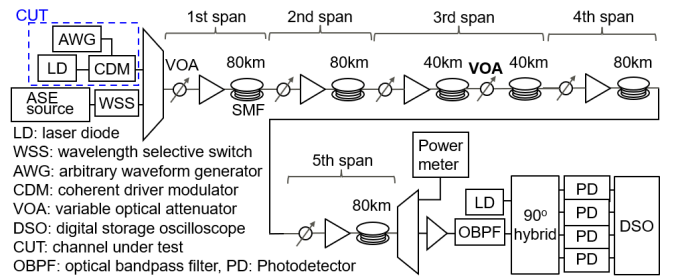 CUT
1st span
2nd span
3rd span
4th span
AWG
LD
CDM
VOA
80km
80km
40km
VOA
40km
80km
ASE
source
WSS
SMF
LD: laser diode
WSS: wavelength selective switch
AWG: arbitrary waveform generator
CDM: coherent driver modulator
VOA: variable optical attenuator
DSO: digital storage oscilloscope
CUT: channel under test
OBPF: optical bandpass filter, PD: Photodetector
5th span
80km
Power
meter
LD
OBPF
90º
hybrid
PD
PD
PD
PD
DSO